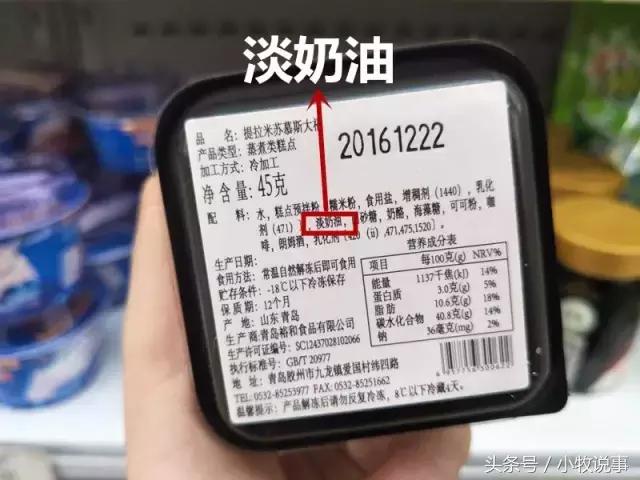 淡奶油
品 名：提拉米苏慕斯大福
20161222
产品类型：蒸煮类糕点
加工方式：冷加工
净含量：45克
配 料：水，糕点预拌粉 糯米粉，食用盐，增稠剂（1440），乳化
剂（471） 淡奶油 砂糖，奶酪，海藻糖，可可粉，咖
啡，朗姆酒，乳化剂 （ii）,471,475,1520〕。
生产日期：
食用方法：常温自然解冻后即可食用
贮存条件：-18℃以下冷冻保存
保 质 期：12个月
产 地：山东青岛
青岛裕和食品有限公司
生产许可证编号：SC12437028102066
执行标准号：GB/T 20977
地 址：青岛胶州市九龙镇爱国村纬四路
TEL: 0532-85253977 FAX: 0532-85251662
温馨提示：产品解冻后请勿反复冷冻，8℃以下冷藏4天。
营养成分表
项目 每100克(g) NRV%
能量 1137千焦(kJ) 14%
蛋白质 3.0克(g) 5%
脂肪 10.6克(g) 18%
碳水化合物 40.8克(g) 14%
钠 36毫克(mg) 2%
头条号 / 小牧说事